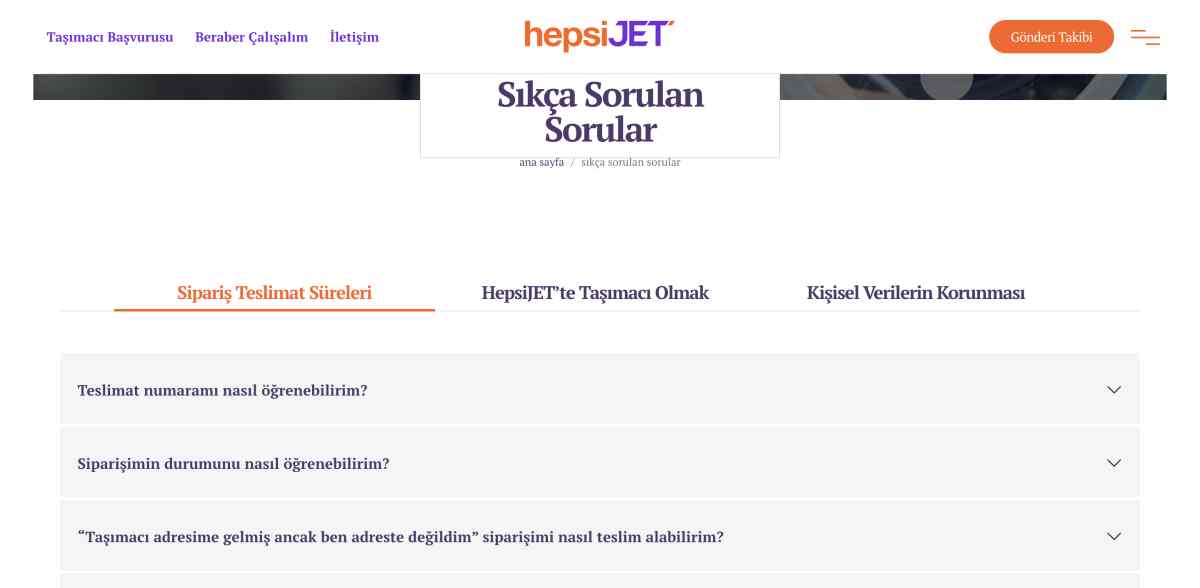 Taşımacı Başvurusu
Beraber Çalışalım
İletişim
hepsiJET
Gönderi Takibi
Sıkça Sorulan
Sorular
ana sayfa / sıkça sorulan sorular
Sipariş Teslimat Süreleri
HepsiJET’te Taşımacı Olmak
Kişisel Verilerin Korunması
Teslimat numaramı nasıl öğrenebilirim?
Siparişimin durumunu nasıl öğrenebilirim?
“Taşımacı adresime gelmiş ancak ben adreste değildim” siparişimi nasıl teslim alabilirim?